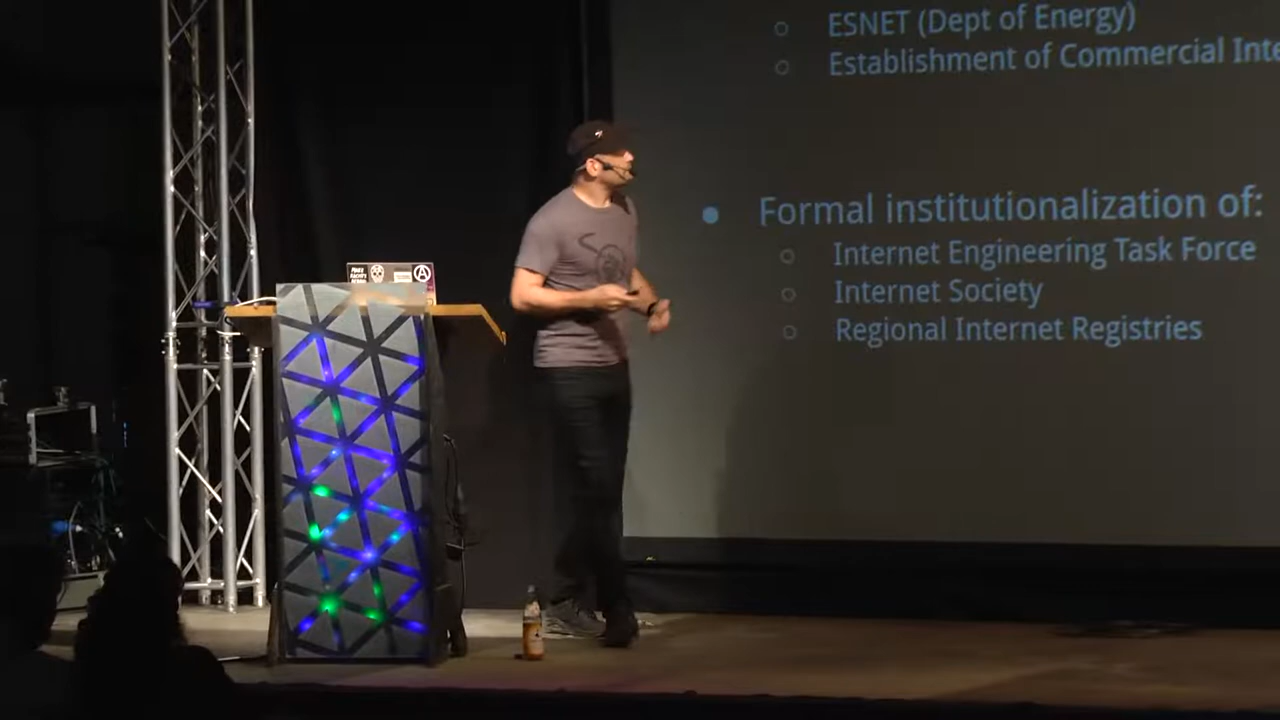 ESNET (Dept of Energy)
Establishment of Commercial Inte
Formal institutionalization of:
Internet Engineering Task Force
Internet Society
Regional Internet Registries